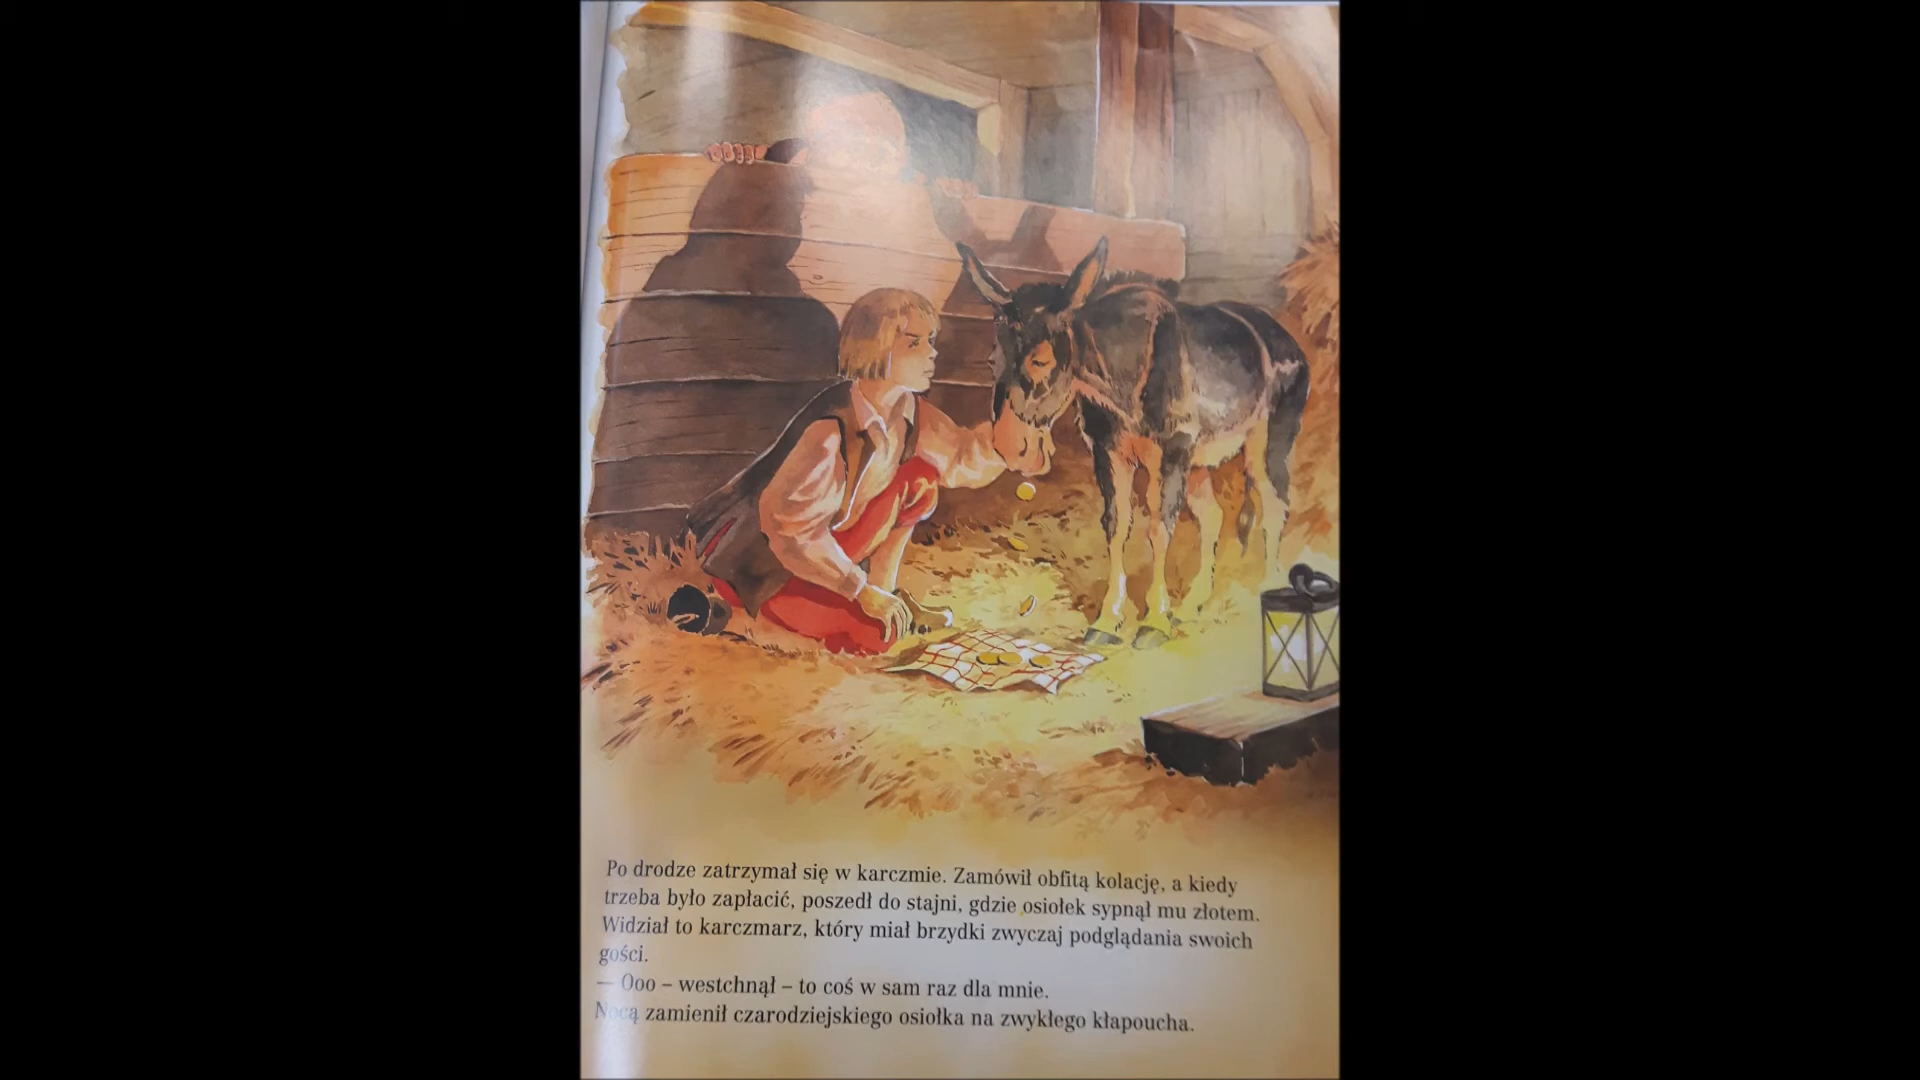 Po drodze zatrzymał się w karczmie. Zamówił obfitą kolację, a kiedy
trzeba było zapłacić, poszedł do stajni, gdzie osiołek sypnął mu złotem.
Widział to karczmarz, który miał brzydki zwyczaj podglądania swoich
gości.
— Ooo – westchnął – to coś w sam raz dla mnie.
Nocą zamienił czarodziejskiego osiołka na zwykłego kłapoucha.